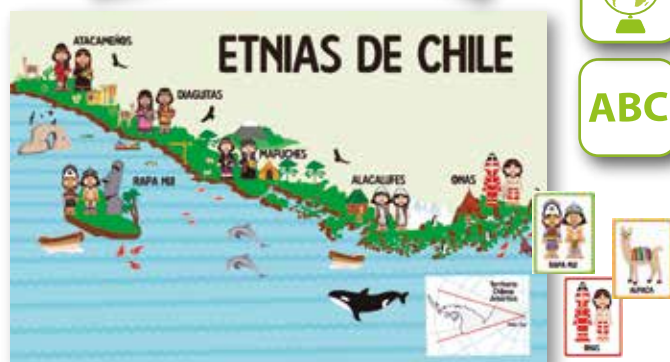 ETNIAS DE CHILE
ATACAMEÑOS
DIAGUITAS
MAPUCHES
RAPA NUI
ALACALUFES
ONAS
ABC
Territorio
Chileno
Antártico
RAPA NUI
ALPACA
ONAS